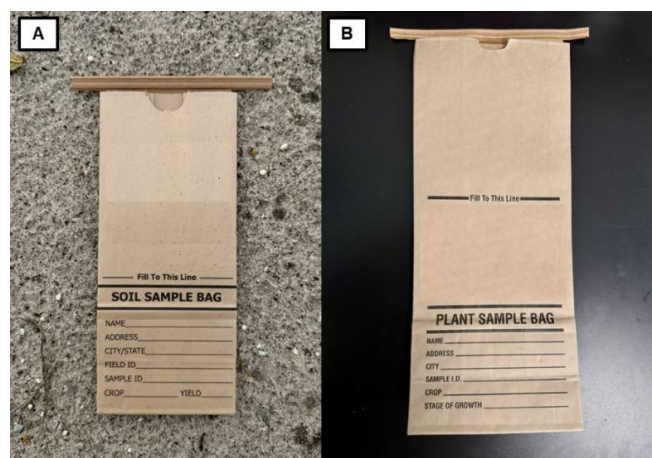 A
Fill To This Line
SOIL SAMPLE BAG
NAME
ADDRESS
CITY/STATE
FIELD ID
SAMPLE ID
CROP YIELD
B
Fill To This Line
PLANT SAMPLE BAG
NAME
ADDRESS
CITY
SAMPLE I.D.
CROP
STAGE OF GROWTH